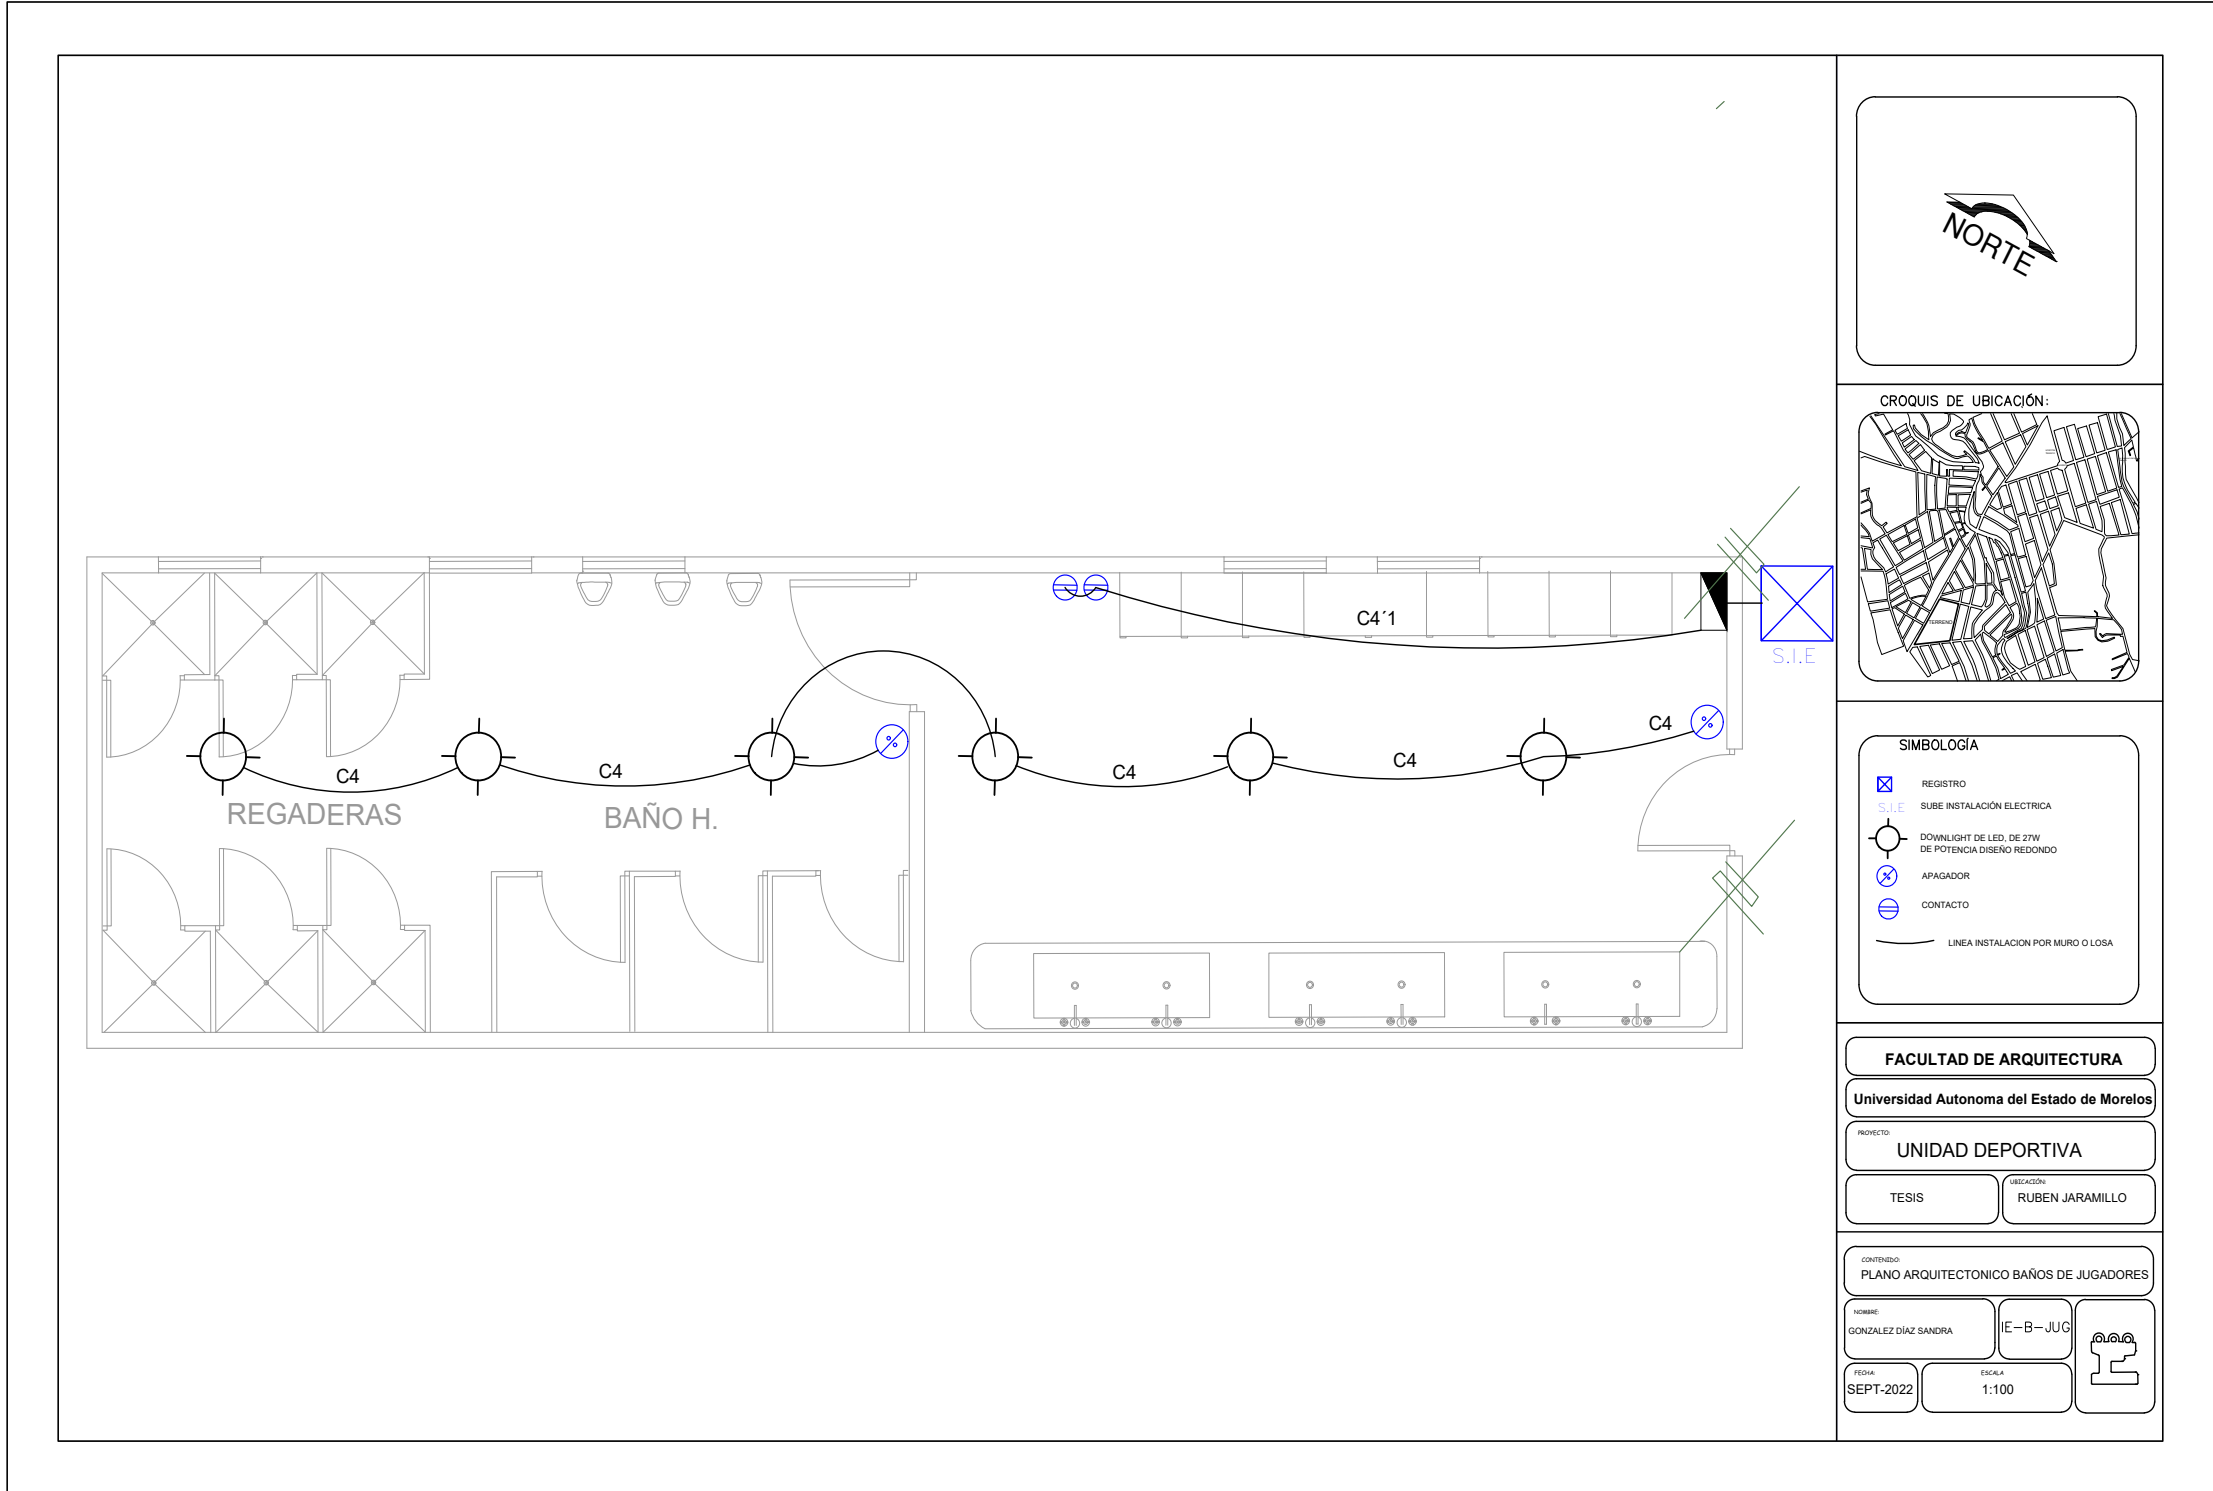 NORTE
CROQUIS DE UBICACIÓN:
TERRENO
C4´1
S.I.E
C4
C4
C4
C4
C4
REGADERAS
BAÑO H.
SIMBOLOGÍA
REGISTRO
S.I.E SUBE INSTALACIÓN ELECTRICA
DOWNLIGHT DE LED, DE 27W
DE POTENCIA DISEÑO REDONDO
APAGADOR
CONTACTO
LINEA INSTALACION POR MURO O LOSA
FACULTAD DE ARQUITECTURA
Universidad Autonoma del Estado de Morelos
PROYECTO:
UNIDAD DEPORTIVA
TESIS
UBICACIÓN:
RUBEN JARAMILLO
CONTENIDO:
PLANO ARQUITECTONICO BAÑOS DE JUGADORES
NOMBRE:
GONZALEZ DÍAZ SANDRA
IE-B-JUG
FECHA:
SEPT-2022
ESCALA
1:100